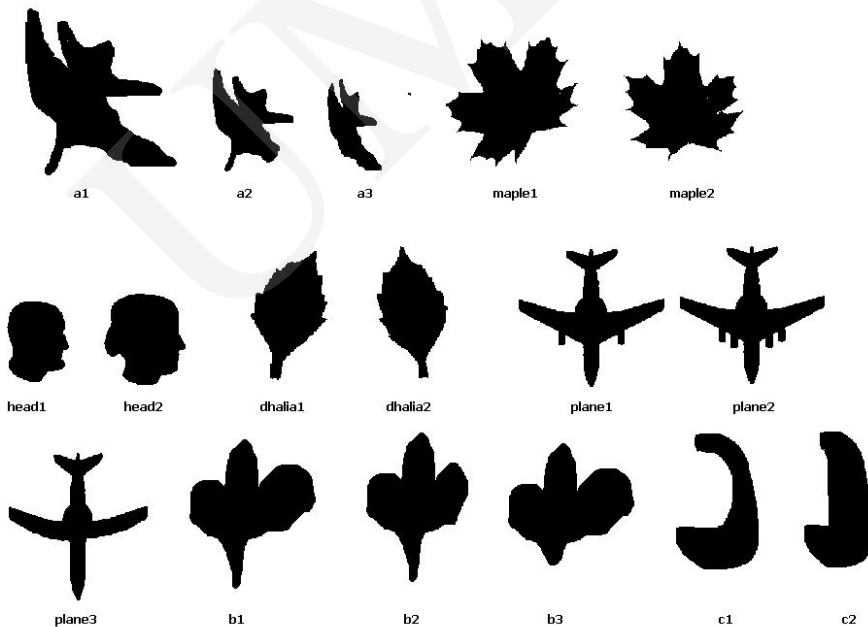 a1 a2 a3 maple1 maple2
head1 head2 dhalia1 dhalia2 plane1 plane2
plane3 b1 b2 b3 c1 c2